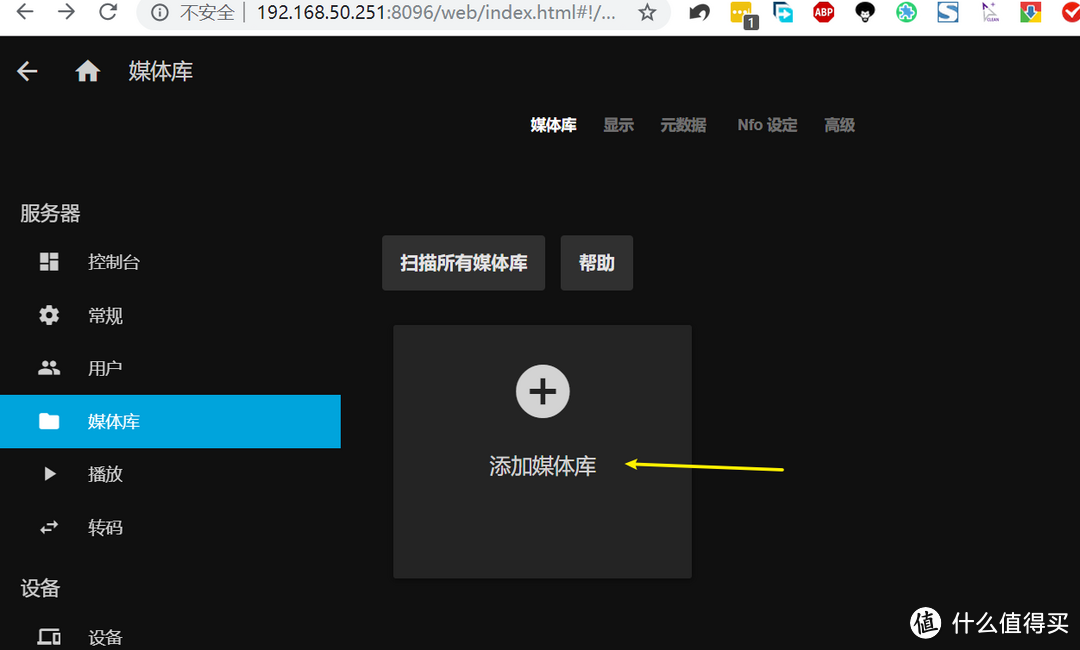 不安全 192.168.50.251:8096/web/index.html#!/...
1
ABP
CLEAN
媒体库
媒体库 显示 元数据 Nfo 设定 高级
服务器
控制台
常规
用户
媒体库
播放
转码
设备
设备
扫描所有媒体库 帮助
添加媒体库
值 什么值得买